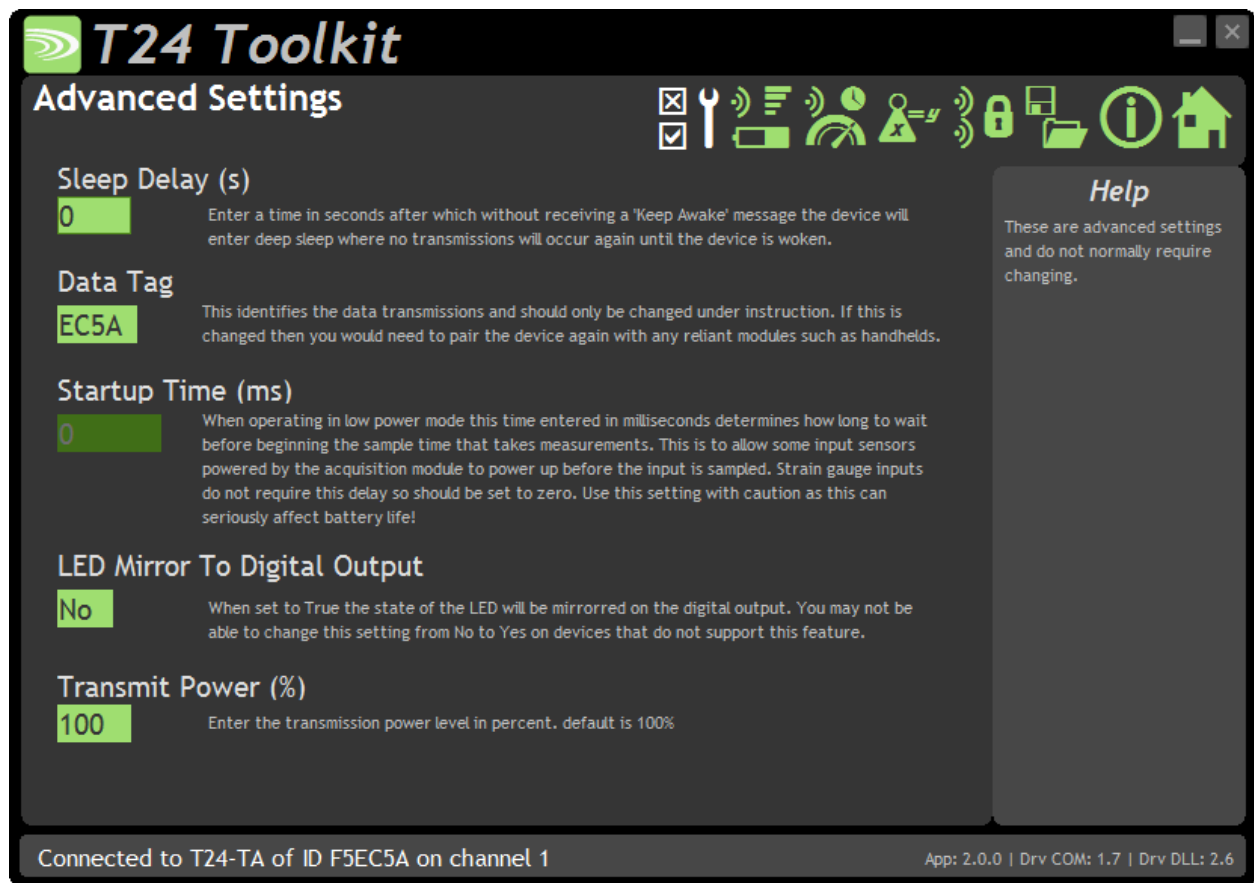 T24 Toolkit
Advanced Settings
x
=y
i
Sleep Delay (s)
0
Enter a time in seconds after which without receiving a 'Keep Awake' message the device will
enter deep sleep where no transmissions will occur again until the device is woken.
Data Tag
EC5A
This identifies the data transmissions and should only be changed under instruction. If this is
changed then you would need to pair the device again with any reliant modules such as handhelds.
Startup Time (ms)
0
When operating in low power mode this time entered in milliseconds determines how long to wait
before beginning the sample time that takes measurements. This is to allow some input sensors
powered by the acquisition module to power up before the input is sampled. Strain gauge inputs
do not require this delay so should be set to zero. Use this setting with caution as this can
seriously affect battery life!
LED Mirror To Digital Output
No
When set to True the state of the LED will be mirrorred on the digital output. You may not be
able to change this setting from No to Yes on devices that do not support this feature.
Transmit Power (%)
100
Enter the transmission power level in percent. default is 100%
Help
These are advanced settings
and do not normally require
changing.
Connected to T24-TA of ID F5EC5A on channel 1
App: 2.0.0 | Drv COM: 1.7 | Drv DLL: 2.6